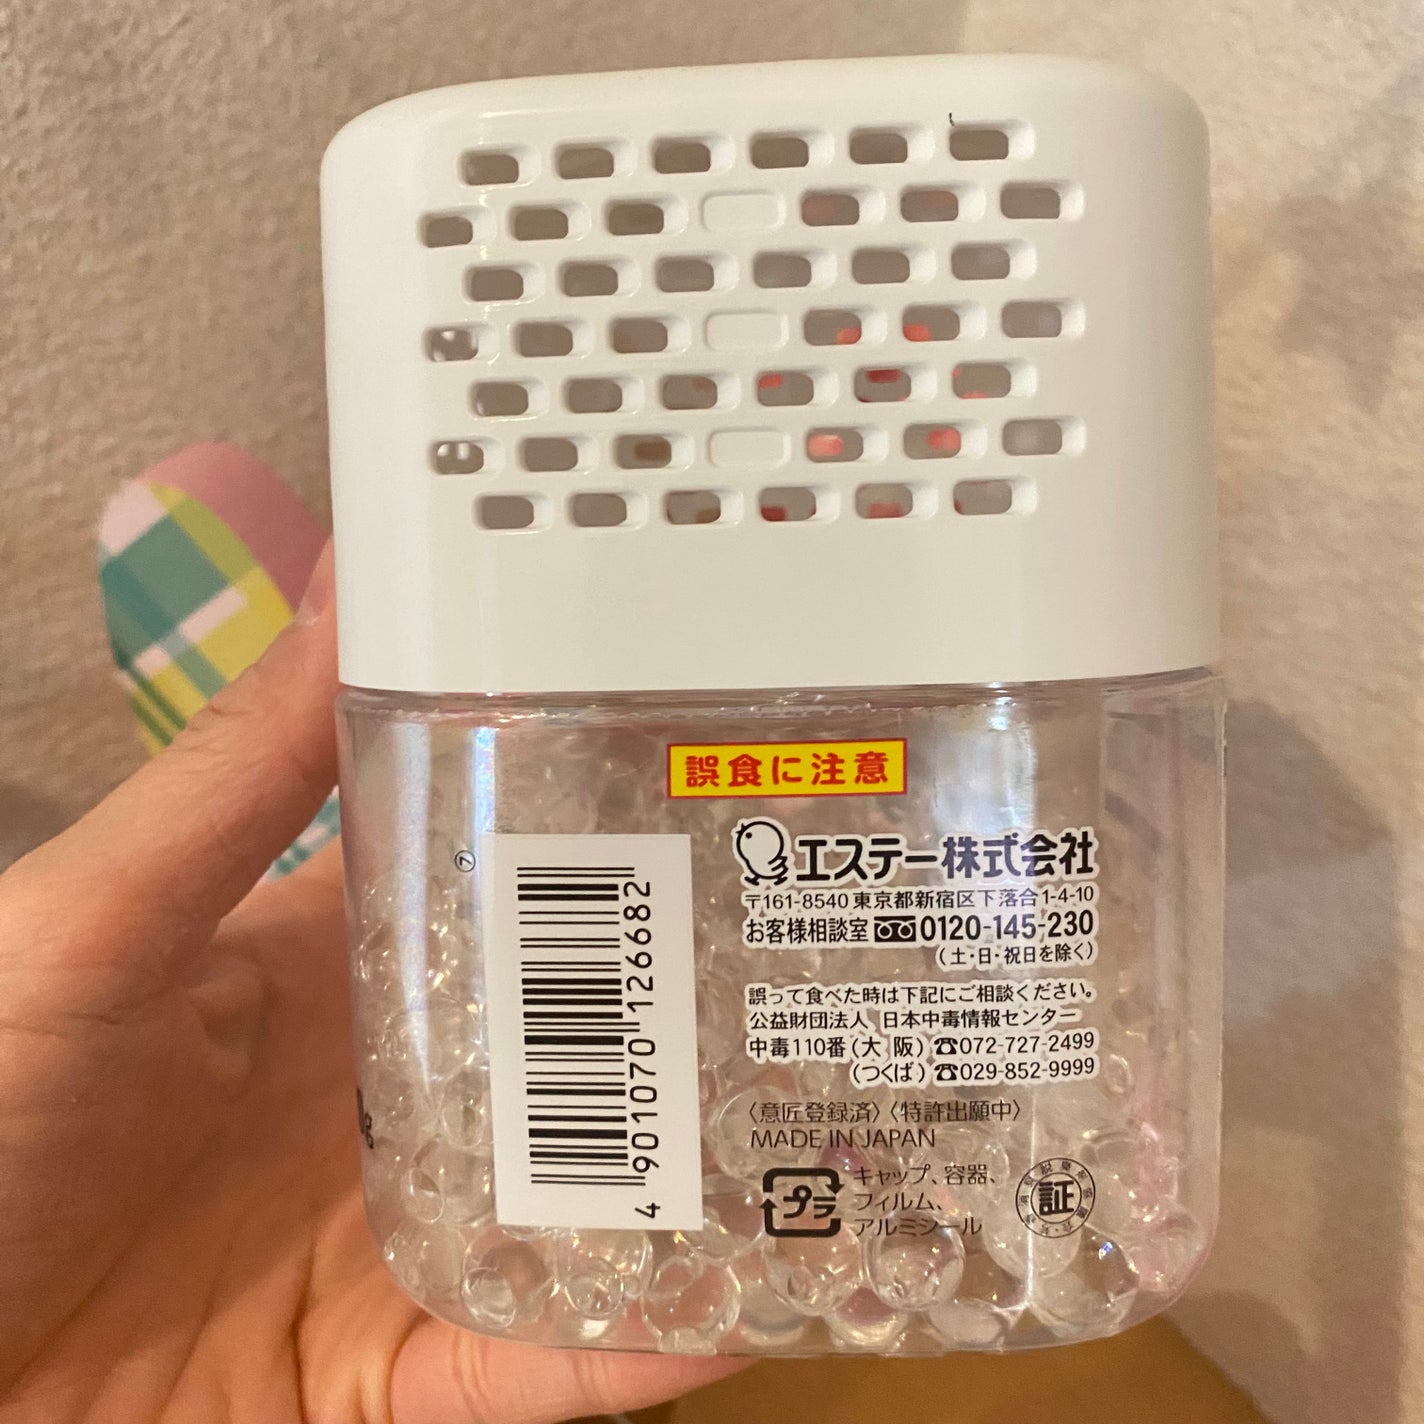 誤食に注意
エステー株式会社
〒161-8540 東京都新宿区下落合1-4-10
お客様相談室 0120-145-230
(土・日・祝日を除く)
誤って食べた時は下記にご相談ください。
公益財団法人 日本中毒情報センター
中毒110番(大 阪) ☎072-727-2499
(つくば) ☎029-852-9999
〈意匠登録済〉〈特許出願中〉
MADE IN JAPAN
プラ
キャップ、容器、
フィルム、
アルミシール
証
⑦
4 901070 126682